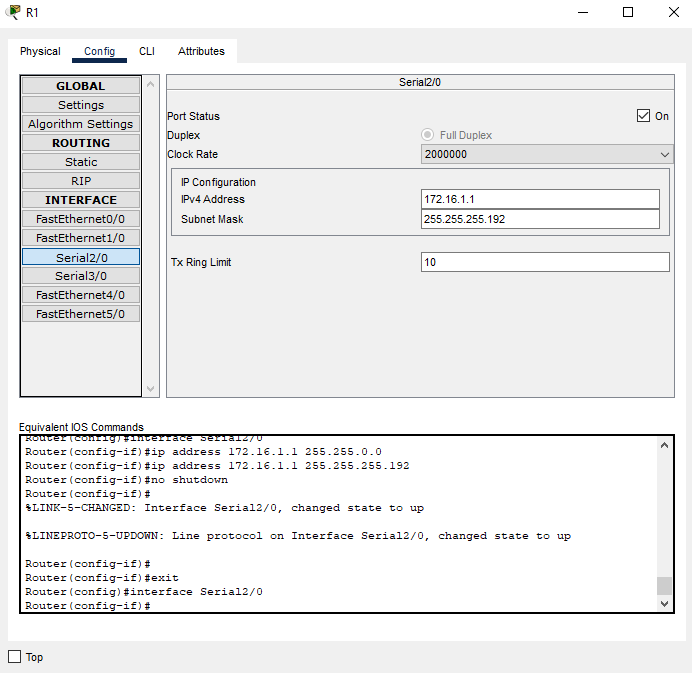 R1
Physical Config CLI Attributes
GLOBAL
Settings
Algorithm Settings
ROUTING
Static
RIP
INTERFACE
FastEthernet0/0
FastEthernet1/0
Serial2/0
Serial3/0
FastEthernet4/0
FastEthernet5/0
Serial2/0
Port Status On
Duplex Full Duplex
Clock Rate 2000000
IP Configuration
IPv4 Address 172.16.1.1
Subnet Mask 255.255.255.192
Tx Ring Limit 10
Equivalent IOS Commands
Router(config)#interface Serial2/0
Router(config-if)#ip address 172.16.1.1 255.255.0.0
Router(config-if)#ip address 172.16.1.1 255.255.255.192
Router(config-if)#no shutdown
Router(config-if)#
%LINK-5-CHANGED: Interface Serial2/0, changed state to up
%LINEPROTO-5-UPDOWN: Line protocol on Interface Serial2/0, changed state to up
Router(config-if)#
Router(config-if)#exit
Router(config)#interface Serial2/0
Router(config-if)#
Top